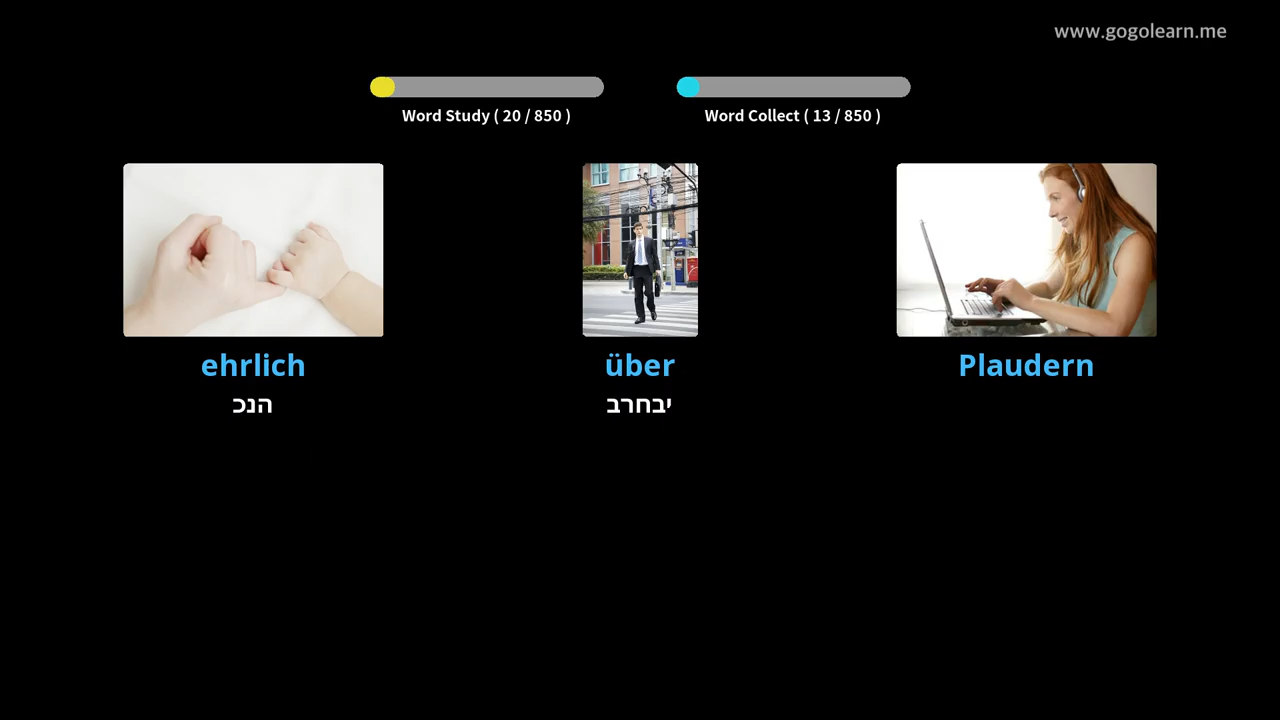 www.gogolearn.me
Word Study ( 20 / 850 )
Word Collect ( 13 / 850 )
ehrlich
הנכ
über
יבחרב
Plaudern